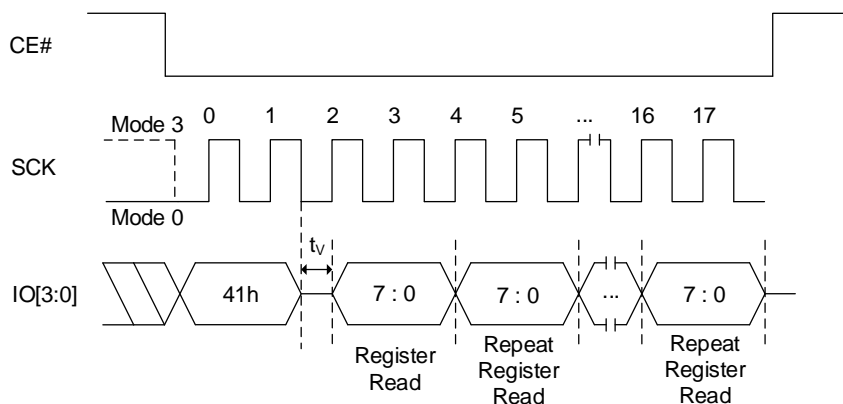 CE#
0 1 2 3 4 5 ... 16 17
Mode 3
SCK
Mode 0
tV
IO[3:0]
41h 7 : 0 7 : 0 ... 7 : 0
Register Read
Repeat Register Read
Repeat Register Read